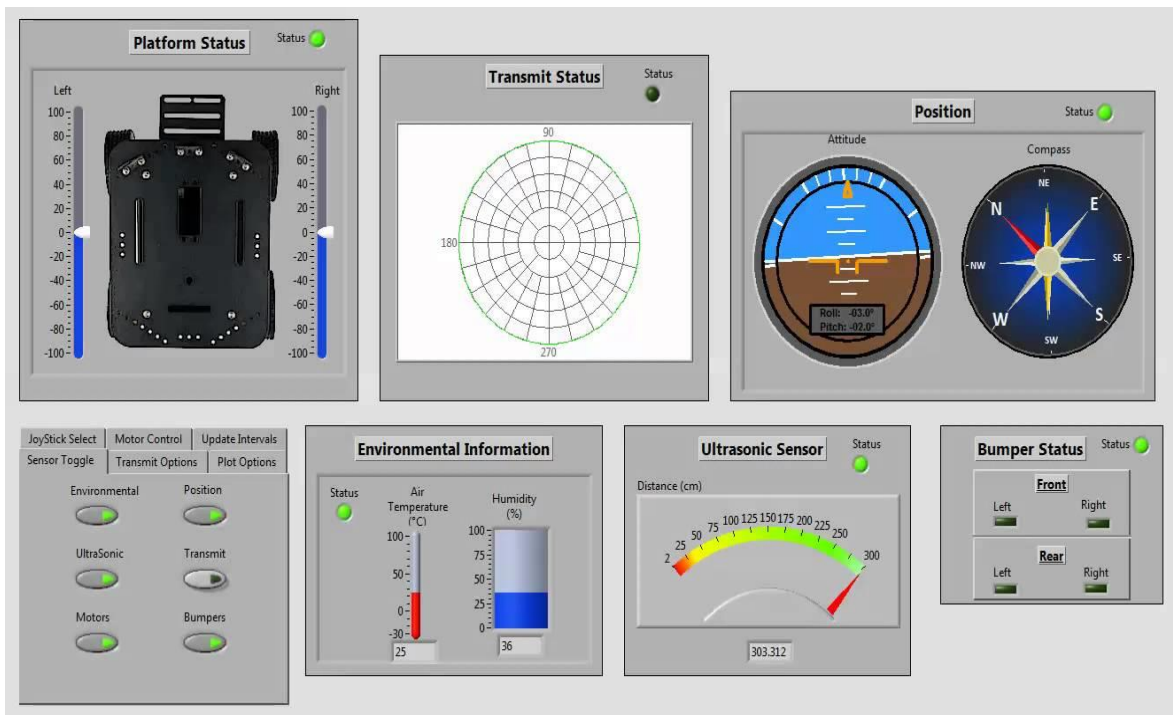 Platform Status
Status
Left
Right
100
80
60
40
20
0
-20
-40
-60
-80
-100
100
80
60
40
20
0
-20
-40
-60
-80
-100
Transmit Status
Status
90
180
270
Position
Status
Attitude
Compass
Roll: -03.0°
Pitch: -02.0°
NE
N
E
NW
SE
W
S
SW
JoyStick Select
Motor Control
Update Intervals
Sensor Toggle
Transmit Options
Plot Options
Environmental
Position
UltraSonic
Transmit
Motors
Bumpers
Environmental Information
Status
Air
Temperature
(°C)
100
50
0
-30
25
Humidity
(%)
100
75
50
25
0
36
Ultrasonic Sensor
Status
Distance (cm)
2 25 50 75 100 125 150 175 200 225 250 300
303.312
Bumper Status
Status
Front
Left
Right
Rear
Left
Right